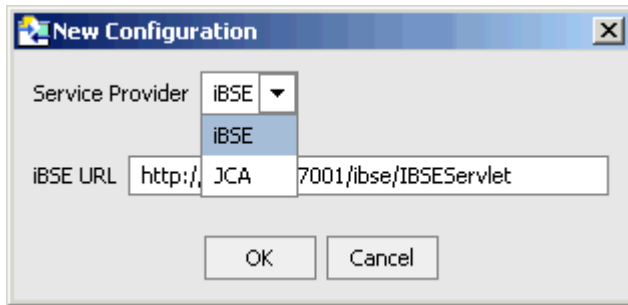 New Configuration
Service Provider iBSE
iBSE
JCA
iBSE URL http:/ 7001/ibse/IBSEServlet
OK Cancel